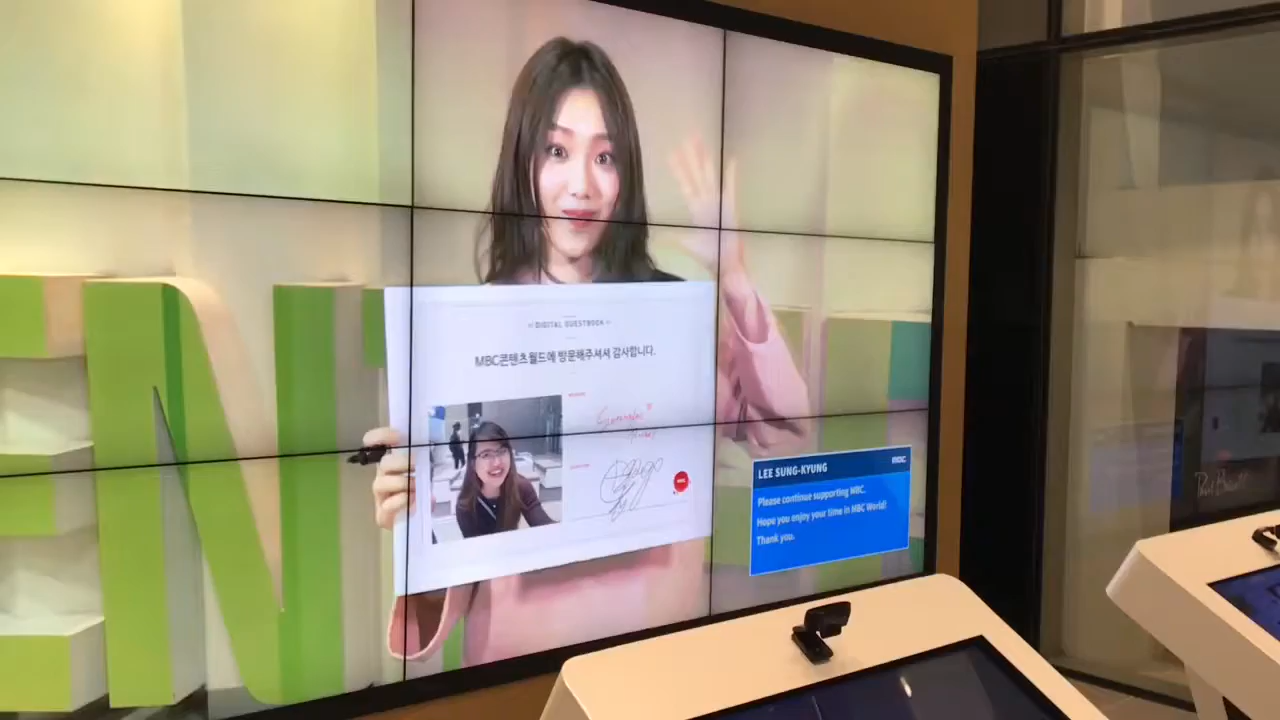 DIGITAL GUESTBOOK
MBC콘텐츠월드에 방문해주셔서 감사합니다.
LEE SUNG-KYUNG
MBC
Please continue supporting MBC.
Hope you enjoy your time in MBC World!
Thank you.
EN
E